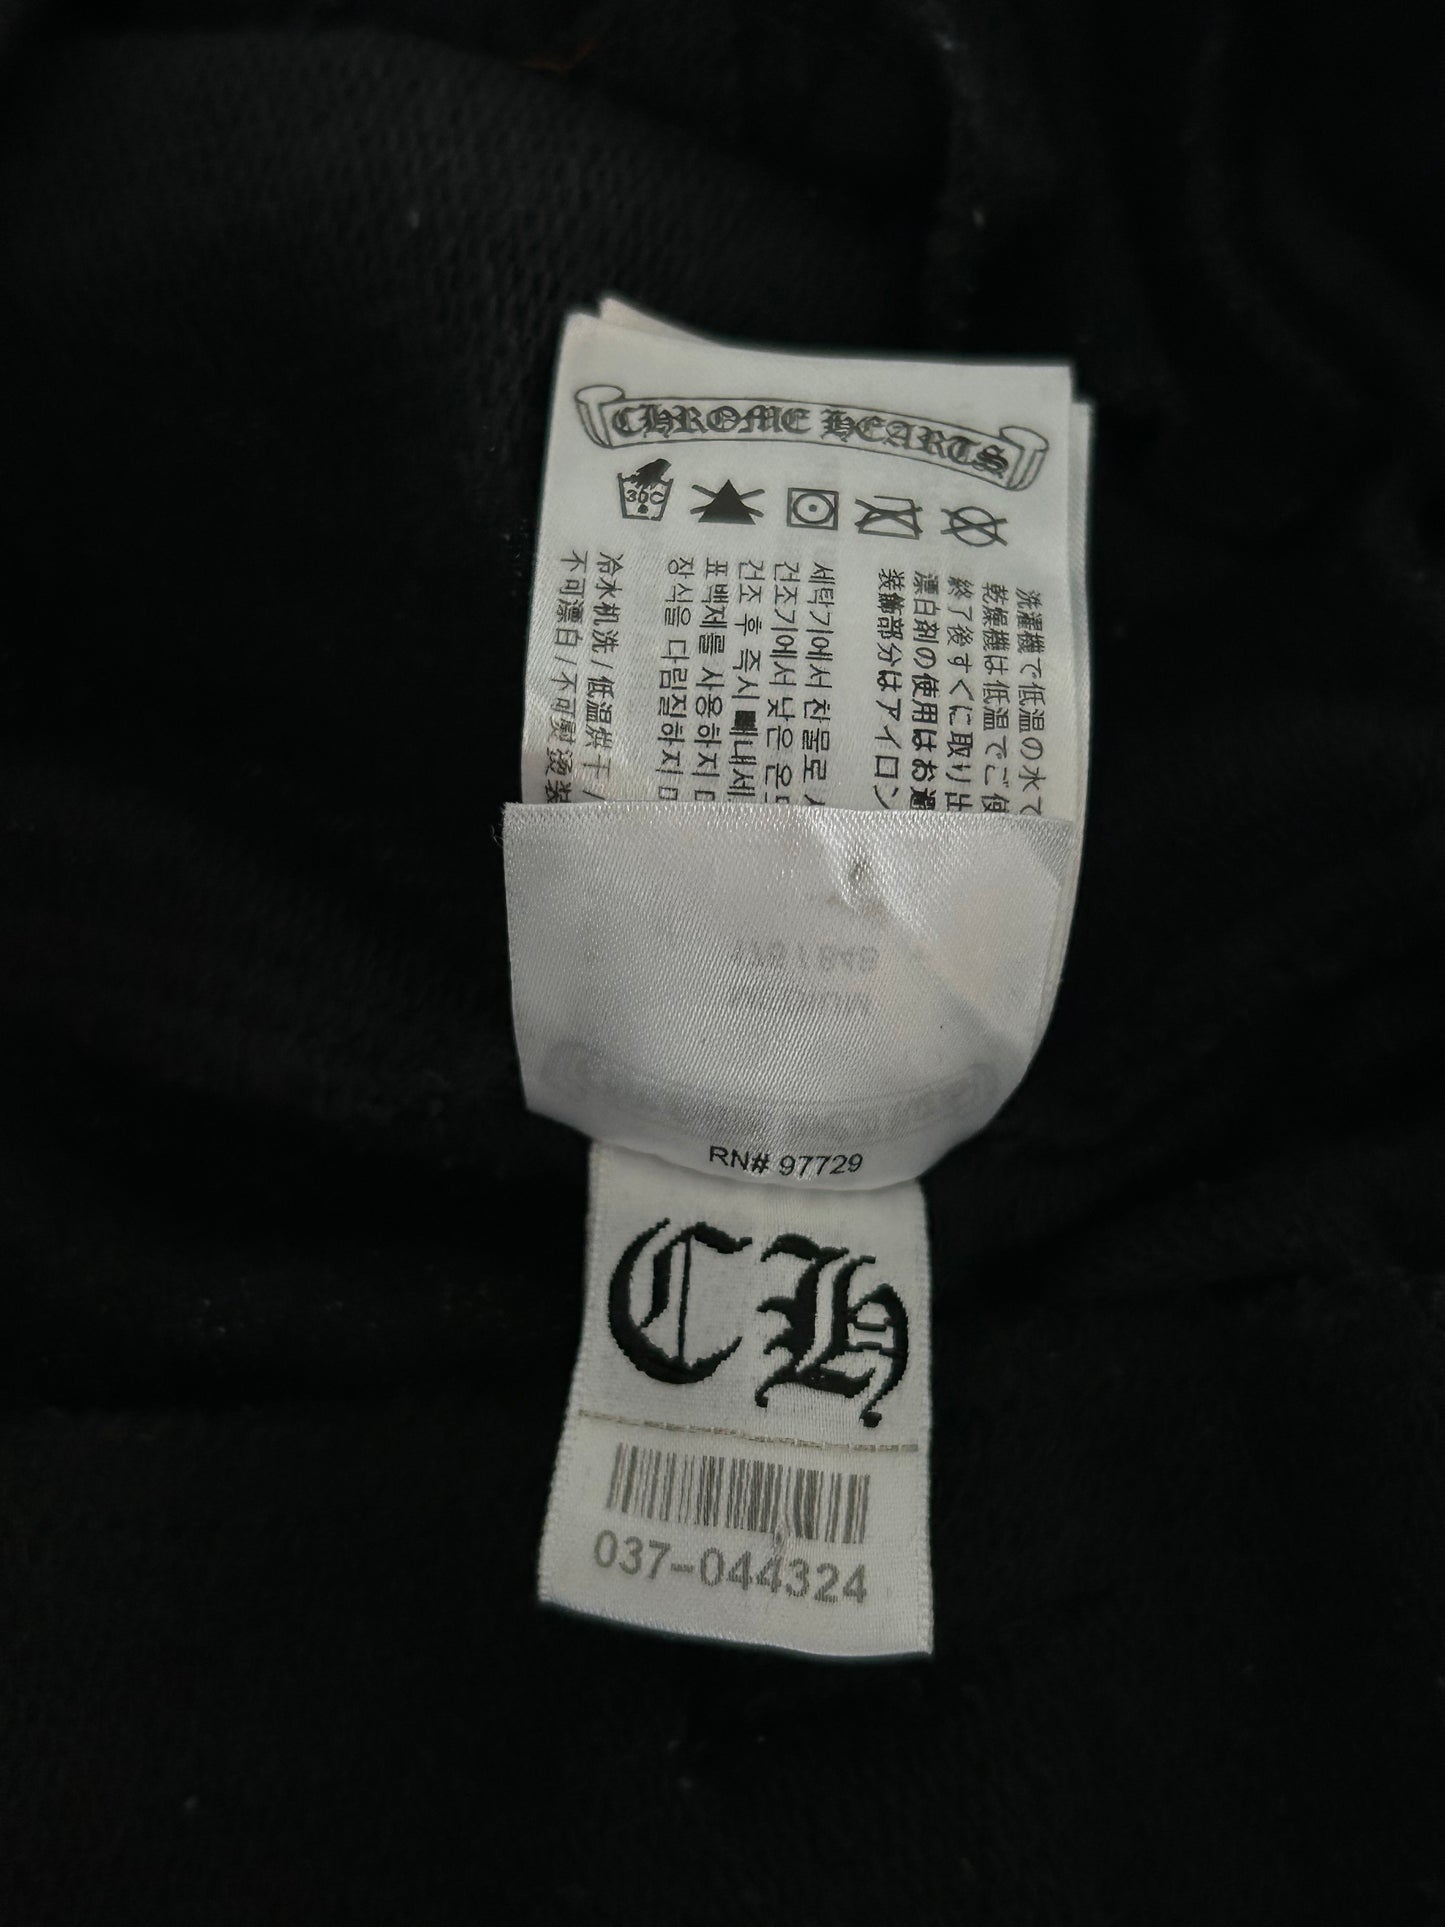 CHROME HEARTS
30C
洗濯機で低温の水で
乾燥機は低温でご使
終了後すぐに取り出
漂白剤の使用はお避
装飾部分はアイロン
세탁기에서 찬물로
건조기에서 낮은 온
건조 후 즉시 빼내세
표백제를 사용하지
장식을 다림질하지
冷水机洗/低温烘干/
不可漂白/不可熨烫装
RN# 97729
CH
037-044324